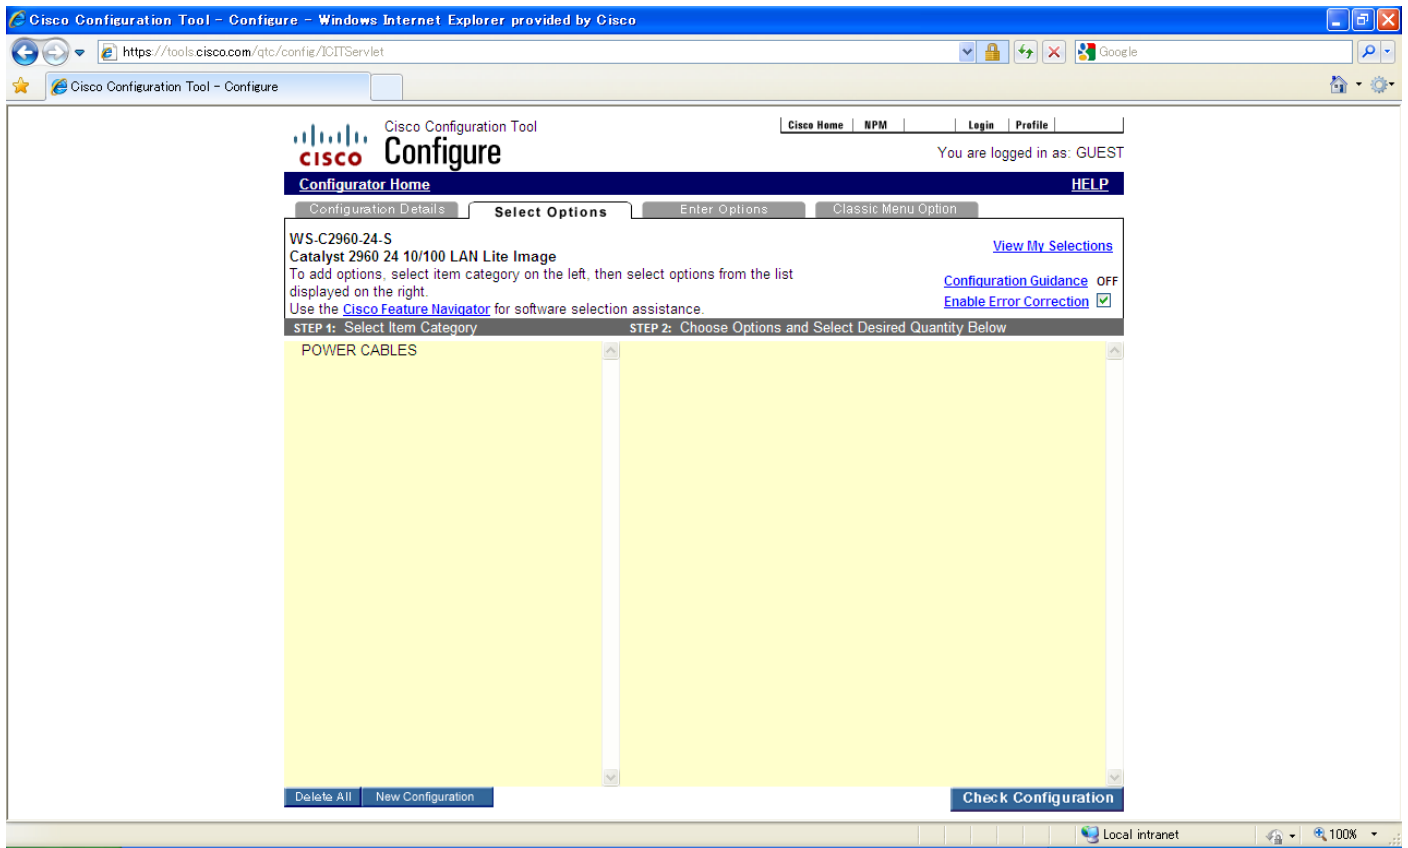 Cisco Configuration Tool - Configure - Windows Internet Explorer provided by Cisco
https://tools.cisco.com/qtc/config/ICITServlet
Google
Cisco Configuration Tool - Configure
CISCO
Cisco Configuration Tool
Configure
Cisco Home | NPM | Login | Profile
You are logged in as: GUEST
Configurator Home
HELP
Configuration Details
Select Options
Enter Options
Classic Menu Option
WS-C2960-24-S
Catalyst 2960 24 10/100 LAN Lite Image
To add options, select item category on the left, then select options from the list
displayed on the right.
Use the Cisco Feature Navigator for software selection assistance.
View My Selections
Configuration Guidance OFF
Enable Error Correction
STEP 1: Select Item Category
STEP 2: Choose Options and Select Desired Quantity Below
POWER CABLES
Delete All
New Configuration
Check Configuration
Local intranet
100%